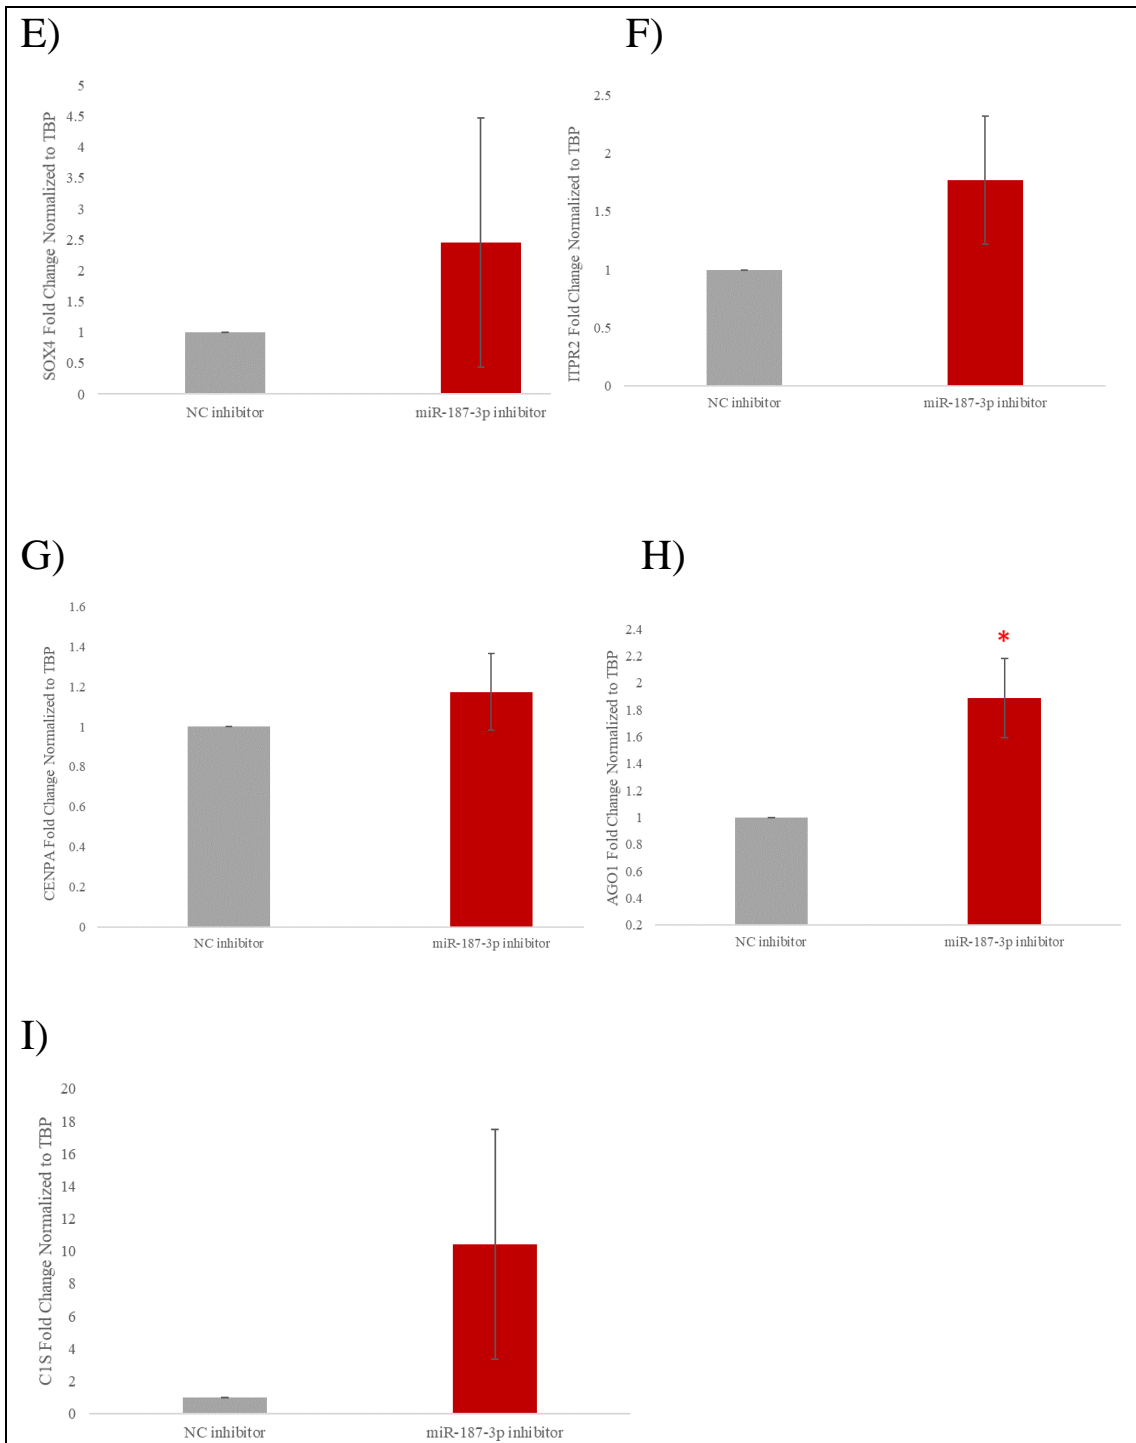 E)
SOX4 Fold Change Normalized to TBP
5
4.5
4
3.5
3
2.5
2
1.5
1
0.5
0
NC inhibitor
miR-187-3p inhibitor
F)
ITPR2 Fold Change Normalized to TBP
2.5
2
1.5
1
0.5
0
NC inhibitor
miR-187-3p inhibitor
G)
CENPA Fold Change Normalized to TBP
1.6
1.4
1.2
1
0.8
0.6
0.4
0.2
0
NC inhibitor
miR-187-3p inhibitor
H)
AGO1 Fold Change Normalized to TBP
2.4
2.2
2
1.8
1.6
1.4
1.2
1
0.8
0.6
0.4
0.2
*
NC inhibitor
miR-187-3p inhibitor
I)
C1S Fold Change Normalized to TBP
20
18
16
14
12
10
8
6
4
2
0
NC inhibitor
miR-187-3p inhibitor